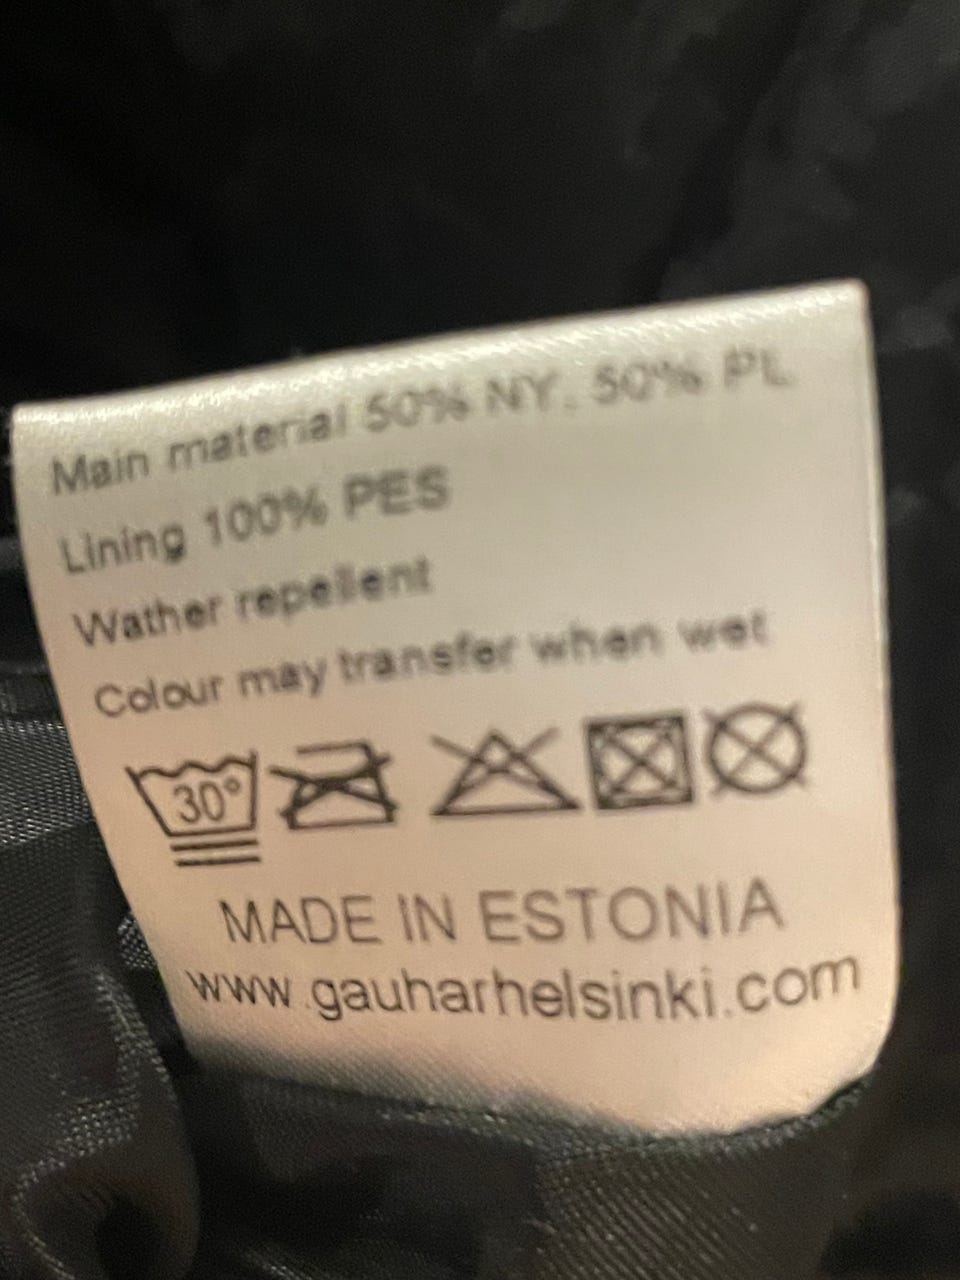 Main material 50% NY. 50% PL
Lining 100% PES
Wather repellent
Colour may transfer when wet
30°
MADE IN ESTONIA
www.gauharhelsinki.com